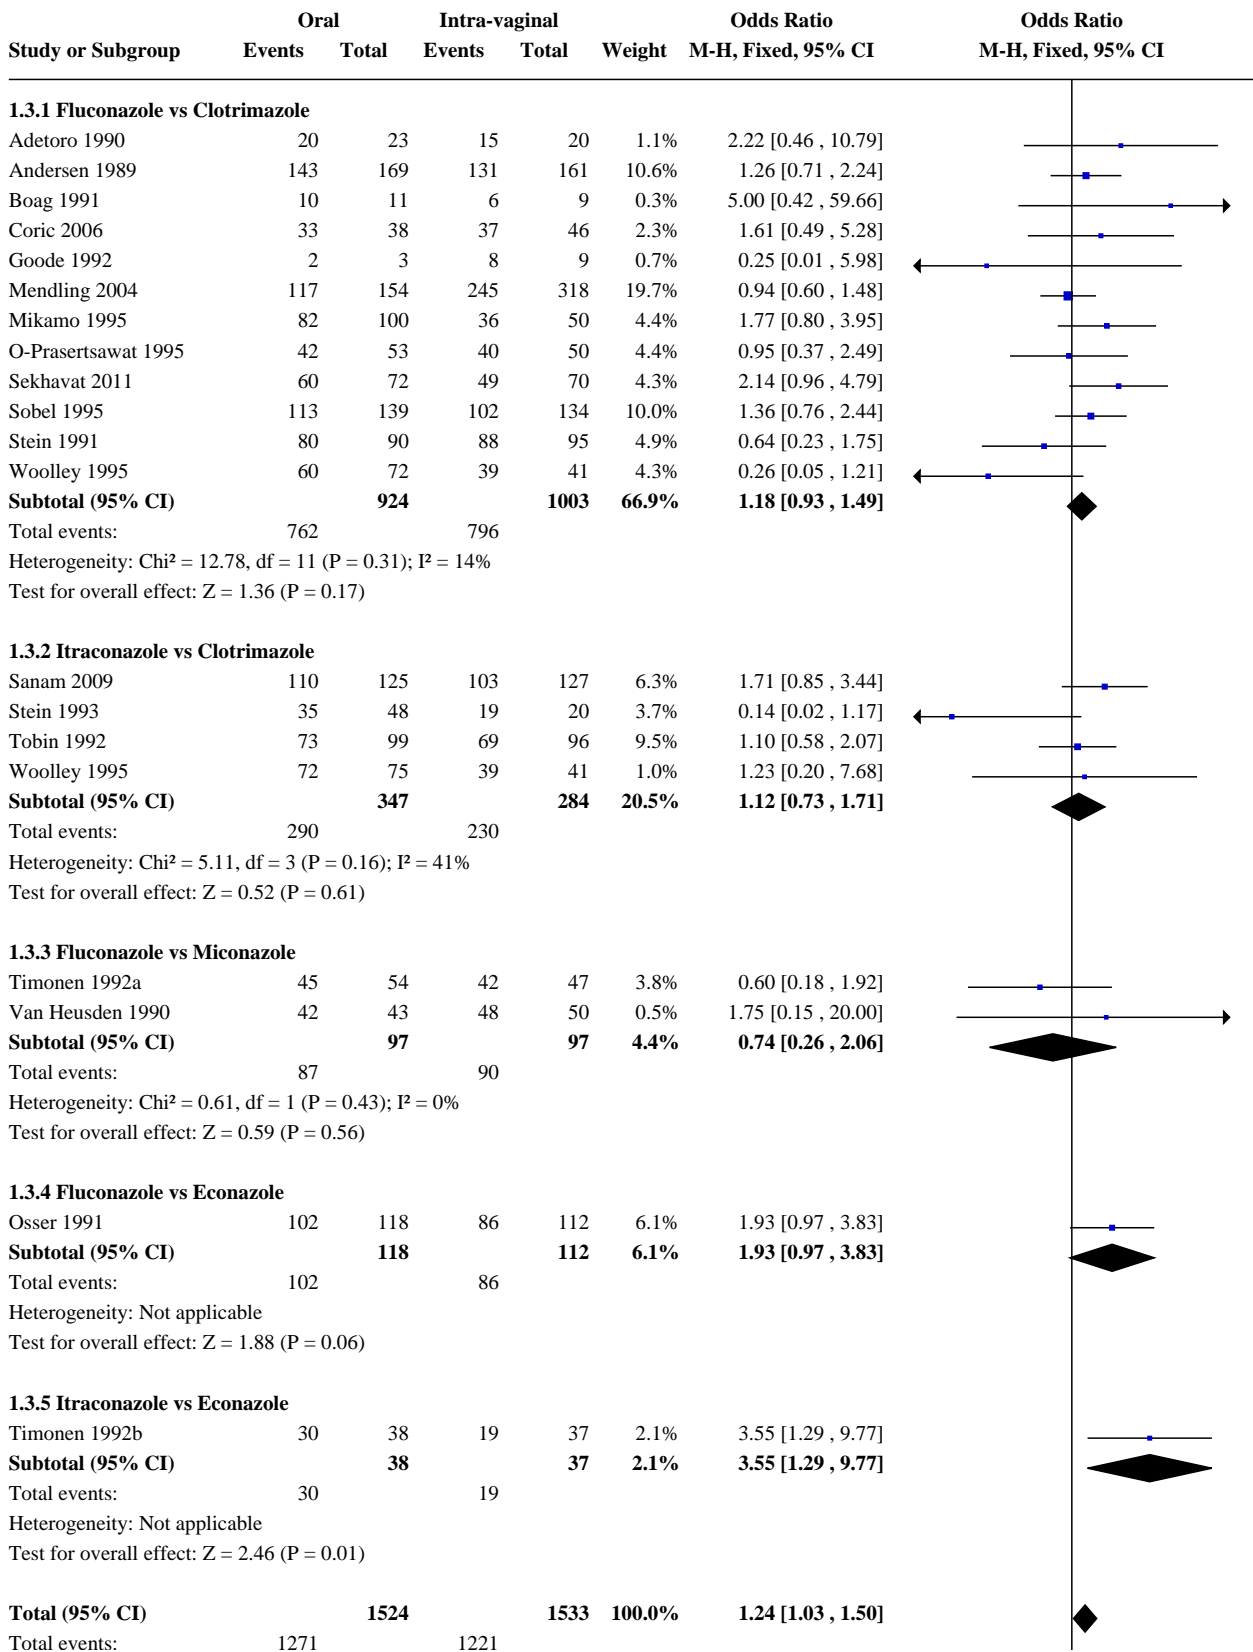 Oral Intra-vaginal Odds Ratio Odds Ratio
Study or Subgroup Events Total Events Total Weight M-H, Fixed, 95% CI M-H, Fixed, 95% CI
1.3.1 Fluconazole vs Clotrimazole
Adetoro 1990 20 23 15 20 1.1% 2.22 [0.46 , 10.79]
Andersen 1989 143 169 131 161 10.6% 1.26 [0.71 , 2.24]
Boag 1991 10 11 6 9 0.3% 5.00 [0.42 , 59.66]
Coric 2006 33 38 37 46 2.3% 1.61 [0.49 , 5.28]
Goode 1992 2 3 8 9 0.7% 0.25 [0.01 , 5.98]
Mendling 2004 117 154 245 318 19.7% 0.94 [0.60 , 1.48]
Mikamo 1995 82 100 36 50 4.4% 1.77 [0.80 , 3.95]
O-Prasertsawat 1995 42 53 40 50 4.4% 0.95 [0.37 , 2.49]
Sekhavat 2011 60 72 49 70 4.3% 2.14 [0.96 , 4.79]
Sobel 1995 113 139 102 134 10.0% 1.36 [0.76 , 2.44]
Stein 1991 80 90 88 95 4.9% 0.64 [0.23 , 1.75]
Woolley 1995 60 72 39 41 4.3% 0.26 [0.05 , 1.21]
Subtotal (95% CI) 924 1003 66.9% 1.18 [0.93 , 1.49]
Total events: 762 796
Heterogeneity: Chi² = 12.78, df = 11 (P = 0.31); I² = 14%
Test for overall effect: Z = 1.36 (P = 0.17)
1.3.2 Itraconazole vs Clotrimazole
Sanam 2009 110 125 103 127 6.3% 1.71 [0.85 , 3.44]
Stein 1993 35 48 19 20 3.7% 0.14 [0.02 , 1.17]
Tobin 1992 73 99 69 96 9.5% 1.10 [0.58 , 2.07]
Woolley 1995 72 75 39 41 1.0% 1.23 [0.20 , 7.68]
Subtotal (95% CI) 347 284 20.5% 1.12 [0.73 , 1.71]
Total events: 290 230
Heterogeneity: Chi² = 5.11, df = 3 (P = 0.16); I² = 41%
Test for overall effect: Z = 0.52 (P = 0.61)
1.3.3 Fluconazole vs Miconazole
Timonen 1992a 45 54 42 47 3.8% 0.60 [0.18 , 1.92]
Van Heusden 1990 42 43 48 50 0.5% 1.75 [0.15 , 20.00]
Subtotal (95% CI) 97 97 4.4% 0.74 [0.26 , 2.06]
Total events: 87 90
Heterogeneity: Chi² = 0.61, df = 1 (P = 0.43); I² = 0%
Test for overall effect: Z = 0.59 (P = 0.56)
1.3.4 Fluconazole vs Econazole
Osser 1991 102 118 86 112 6.1% 1.93 [0.97 , 3.83]
Subtotal (95% CI) 118 112 6.1% 1.93 [0.97 , 3.83]
Total events: 102 86
Heterogeneity: Not applicable
Test for overall effect: Z = 1.88 (P = 0.06)
1.3.5 Itraconazole vs Econazole
Timonen 1992b 30 38 19 37 2.1% 3.55 [1.29 , 9.77]
Subtotal (95% CI) 38 37 2.1% 3.55 [1.29 , 9.77]
Total events: 30 19
Heterogeneity: Not applicable
Test for overall effect: Z = 2.46 (P = 0.01)
Total (95% CI) 1524 1533 100.0% 1.24 [1.03 , 1.50]
Total events: 1271 1221